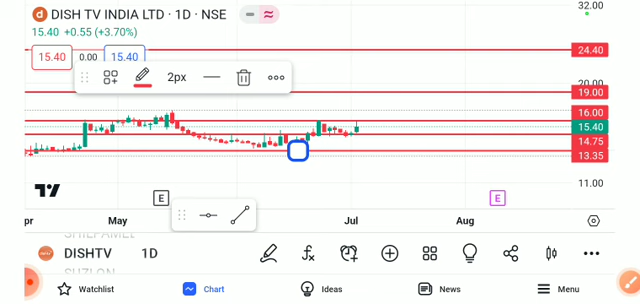 DISH TV INDIA LTD · 1D · NSE
32.00
15.40 +0.55 (+3.70%)
15.40 0.00 15.40
24.40
2px
20.00
19.00
16.00
15.40
14.75
13.35
11.00
E E
pr May Jul Aug
SHILPAMED
DISHTV 1D
SUZLON
Watchlist Chart Ideas News Menu